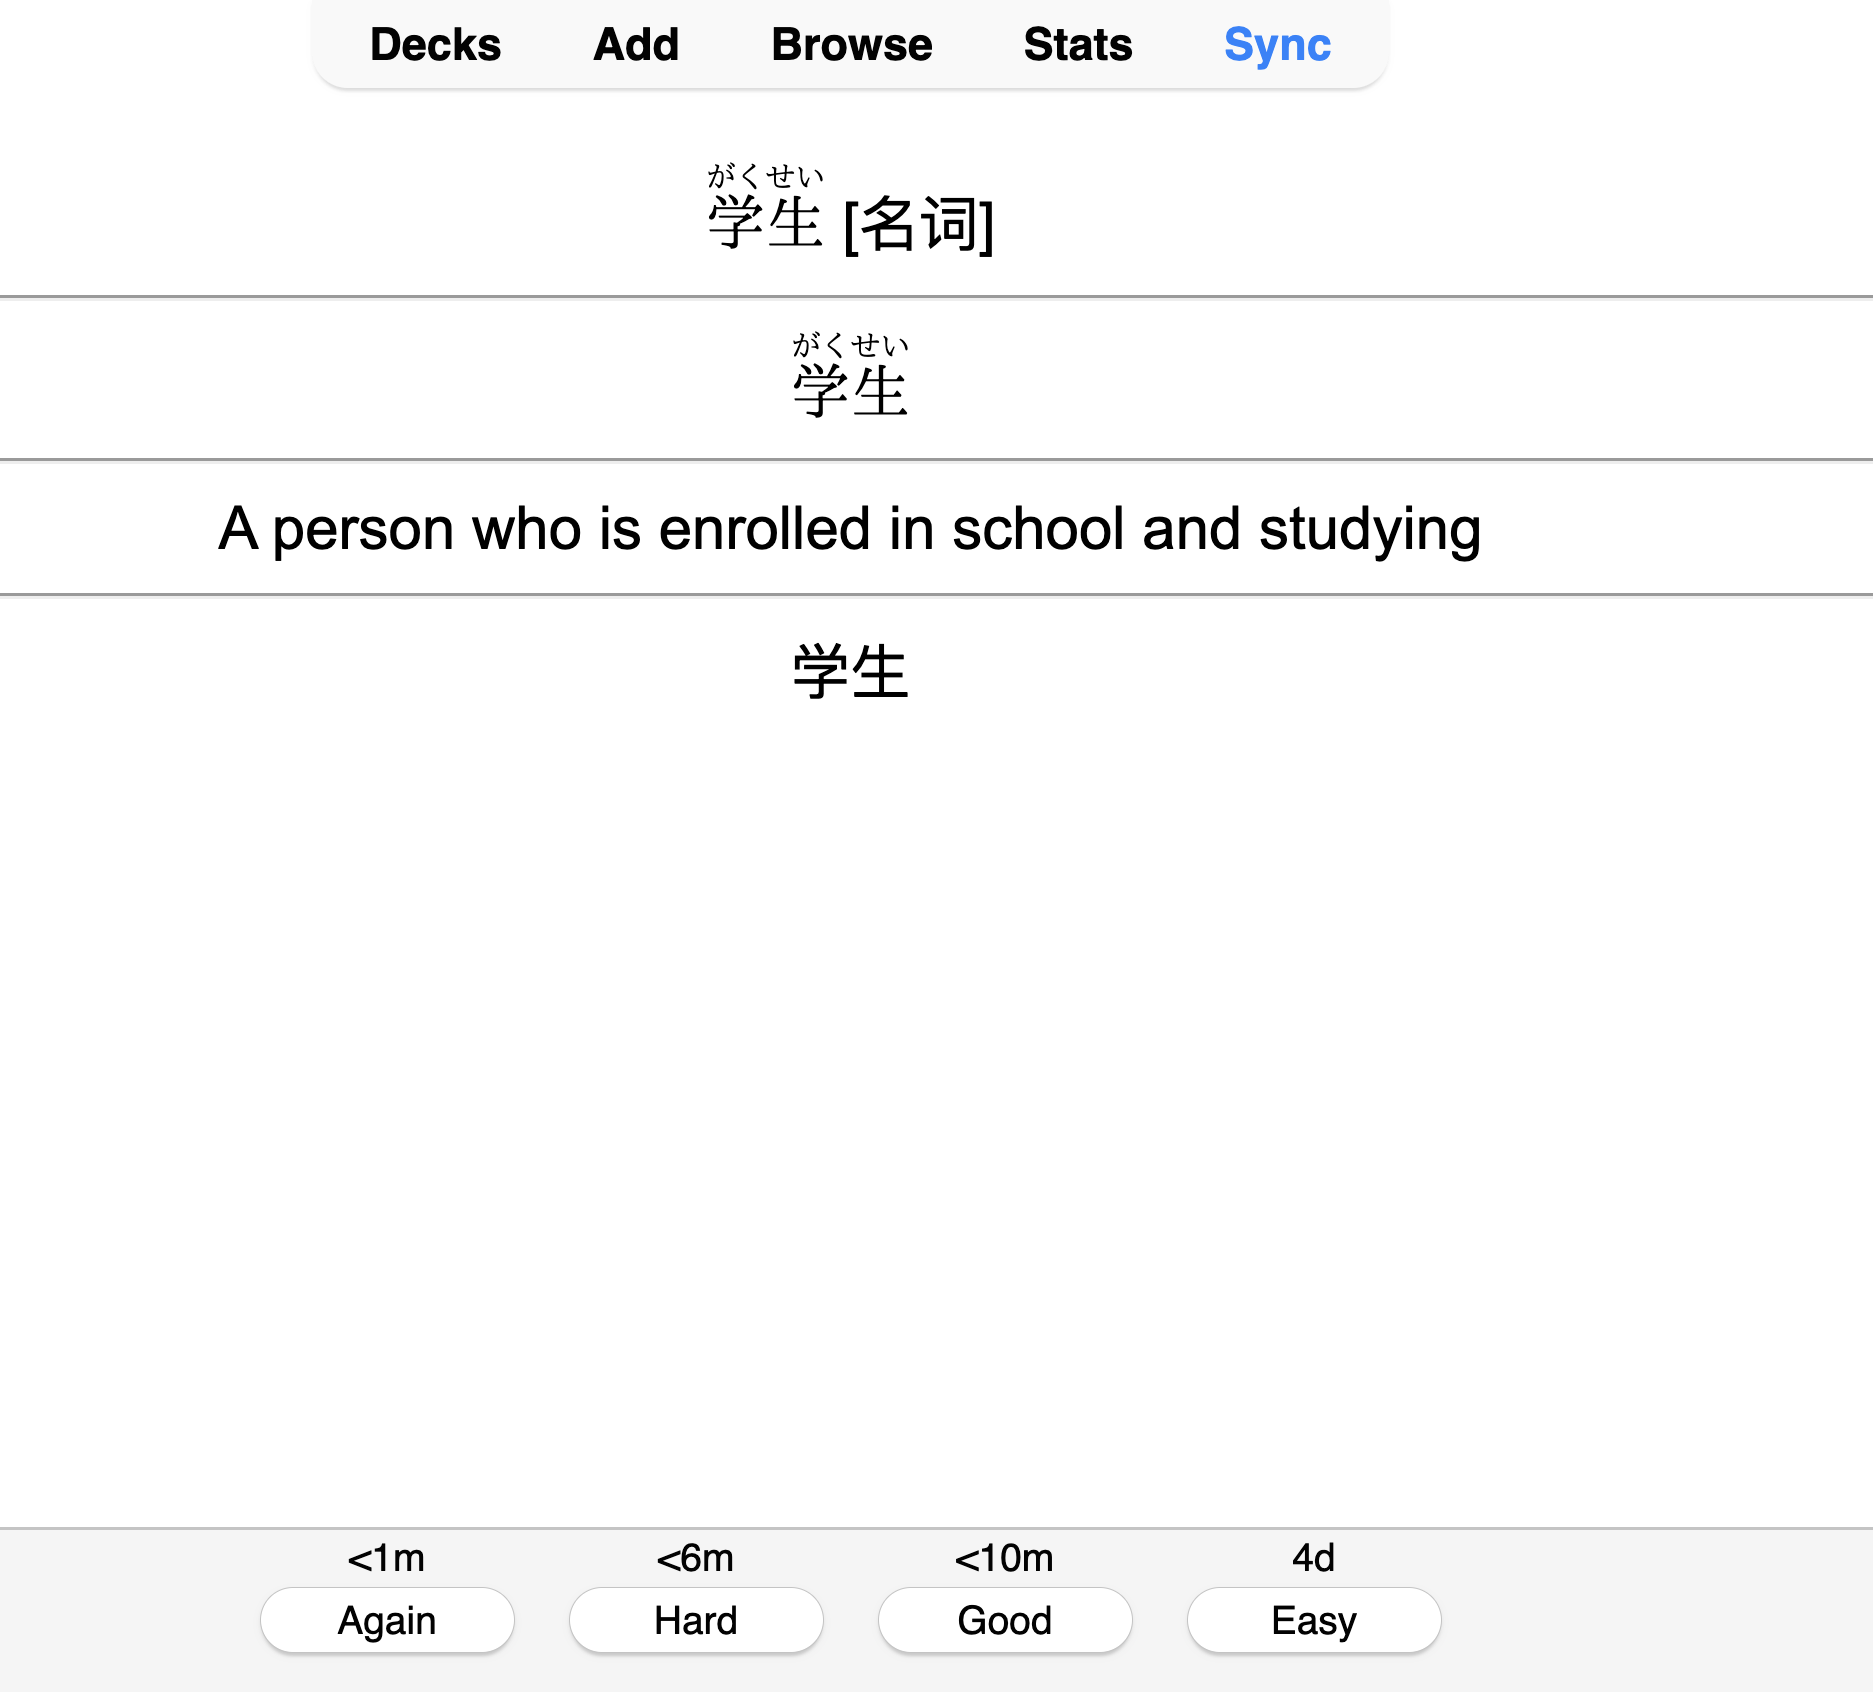 Decks Add Browse Stats Sync
がくせい
学生 [名词]
がくせい
学生
A person who is enrolled in school and studying
学生
<1m <6m <10m 4d
Again Hard Good Easy